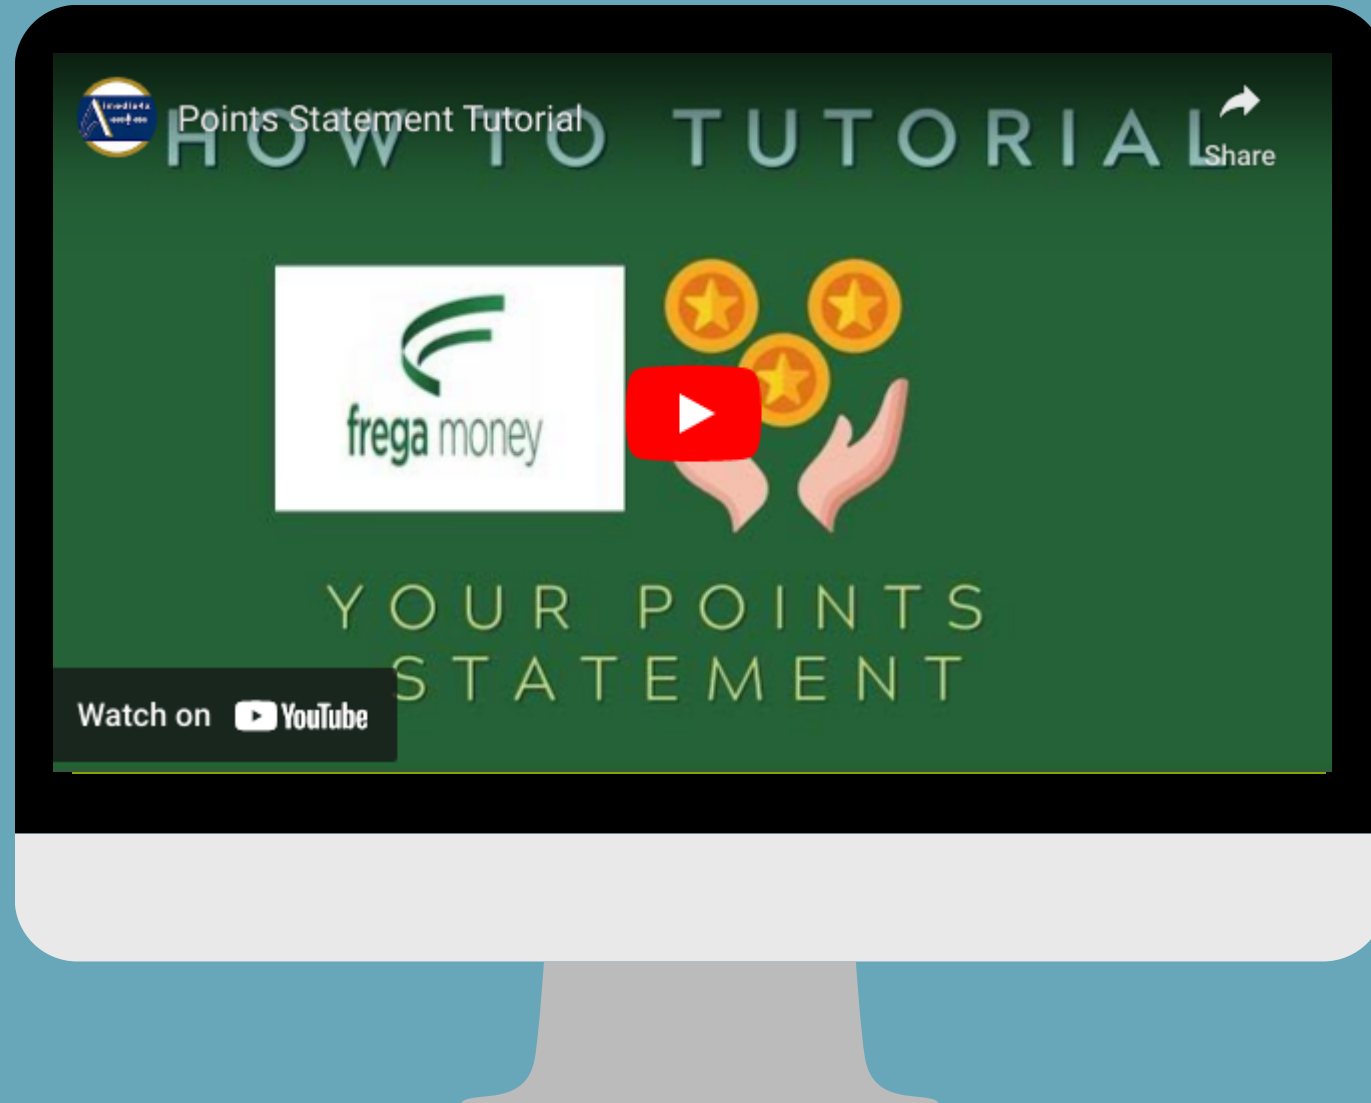 Points Statement Tutorial
HOW TO TUTORIAL
Share
frega money
YOUR POINTS
STATEMENT
Watch on YouTube